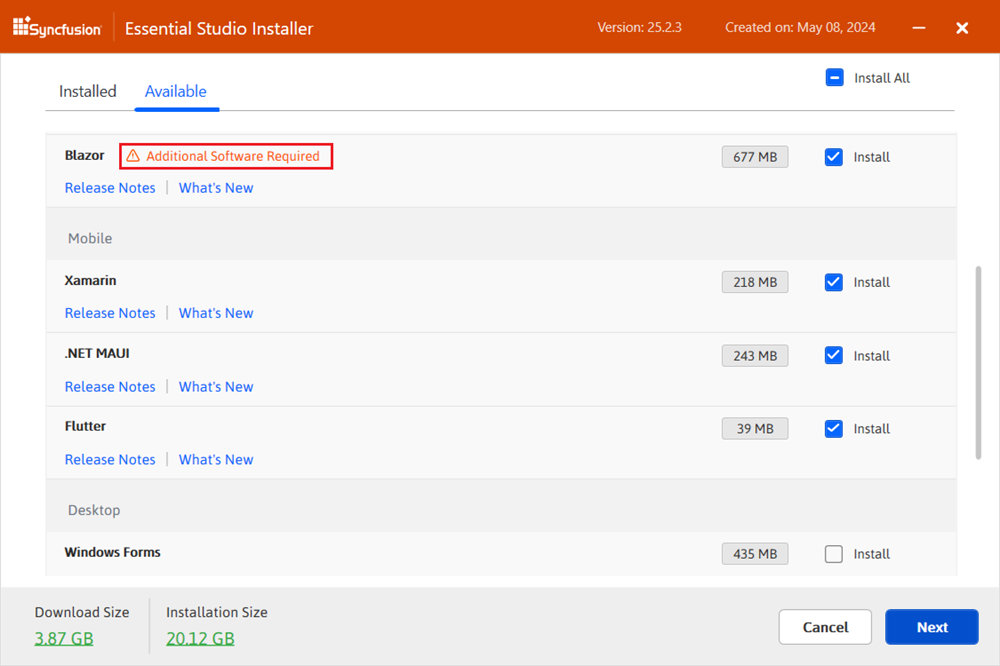 Syncfusion Essential Studio Installer Version: 25.2.3 Created on: May 08, 2024
Installed Available Install All
Blazor Additional Software Required 677 MB Install
Release Notes What's New
Mobile
Xamarin 218 MB Install
Release Notes What's New
.NET MAUI 243 MB Install
Release Notes What's New
Flutter 39 MB Install
Release Notes What's New
Desktop
Windows Forms 435 MB Install
Download Size Installation Size
3.87 GB 20.12 GB
Cancel Next